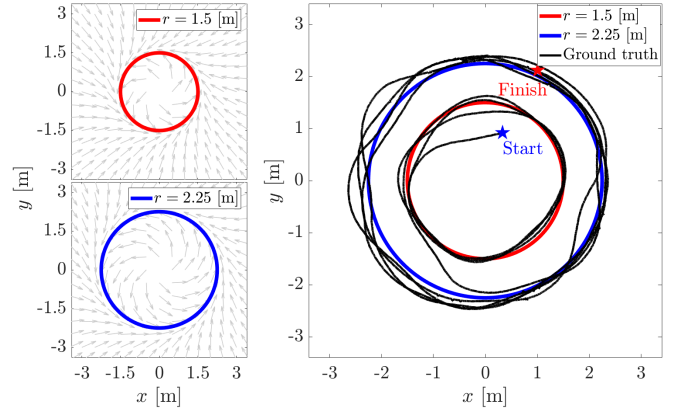 r = 1.5 [m]
3
1.5
0
-1.5
-3
r = 2.25 [m]
3
1.5
0
-1.5
-3
y [m]
-3 -1.5 0 1.5 3
x [m]
r = 1.5 [m]
r = 2.25 [m]
Ground truth
Finish
Start
3
2
1
0
-1
-2
-3
y [m]
-3 -2 -1 0 1 2 3
x [m]